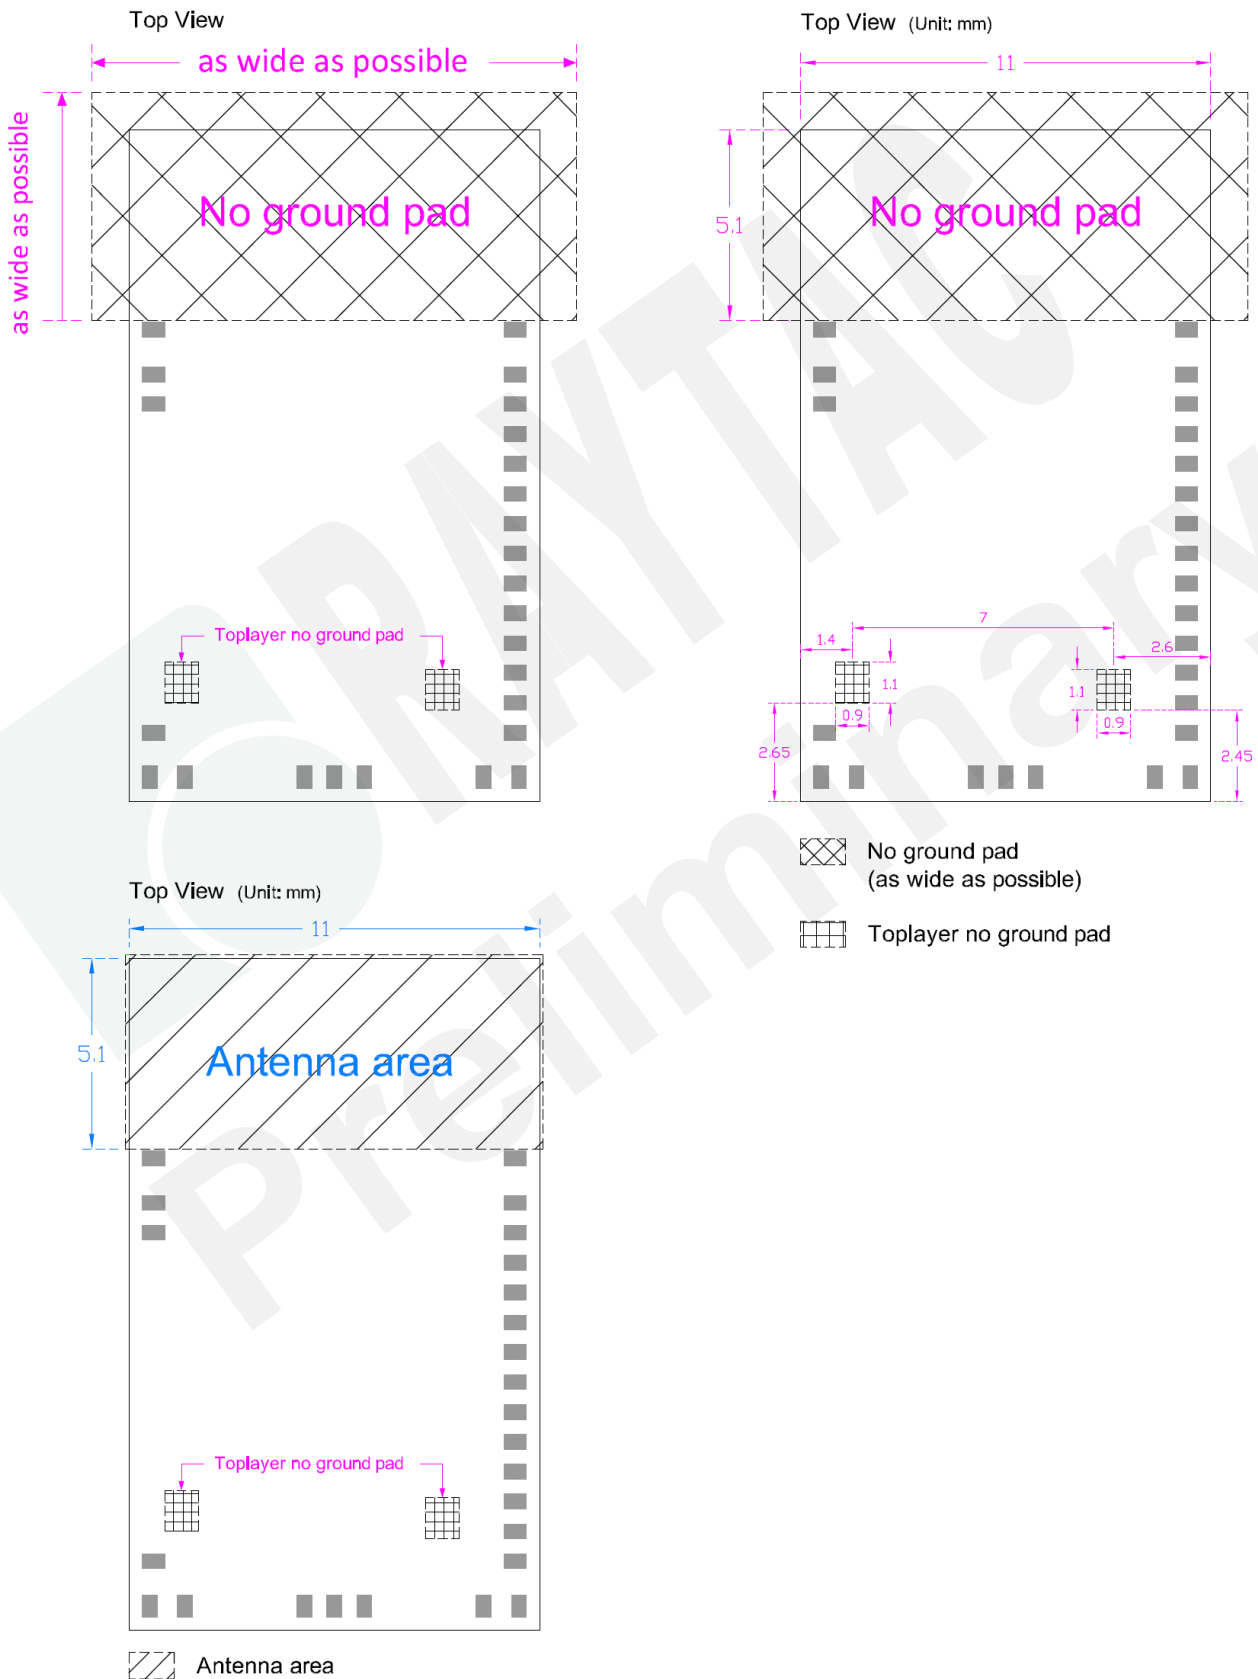 Top View
as wide as possible
as wide as possible
No ground pad
Toplayer no ground pad
Top View (Unit: mm)
11
5.1
No ground pad
7
1.4
2.6
1.1
1.1
0.9
0.9
2.65
2.45
No ground pad
(as wide as possible)
Toplayer no ground pad
Top View (Unit: mm)
11
5.1
Antenna area
Toplayer no ground pad
Antenna area
RAYTAC
Preliminary